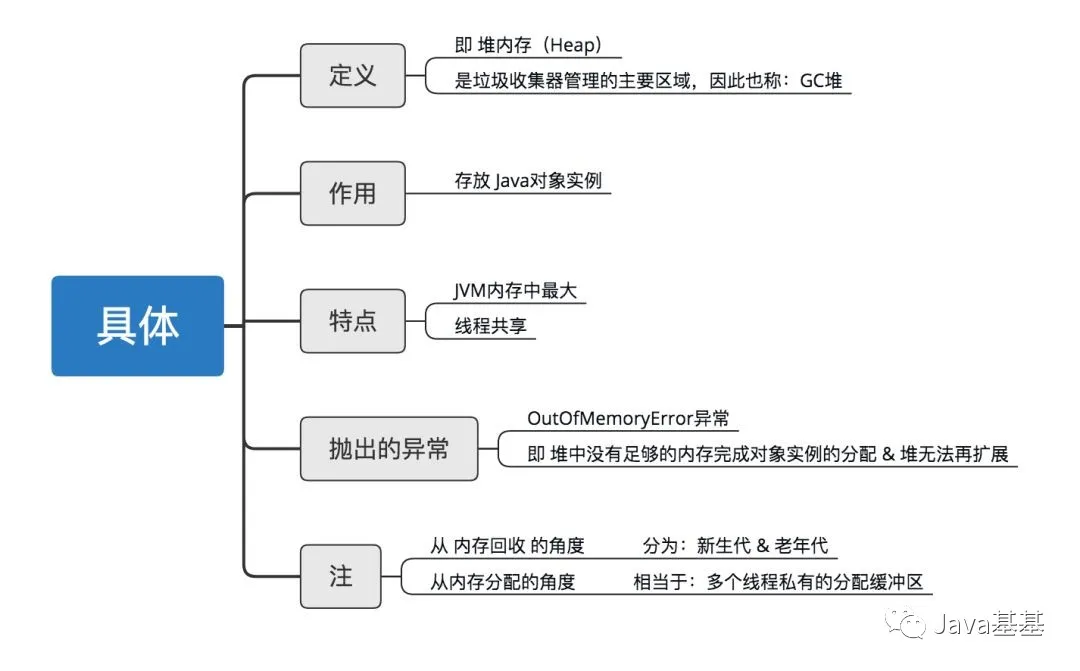 具体
定义
即 堆内存（Heap）
是垃圾收集器管理的主要区域，因此也称：GC堆
作用
存放 Java对象实例
特点
JVM内存中最大
线程共享
抛出的异常
OutOfMemoryError异常
即 堆中没有足够的内存完成对象实例的分配 & 堆无法再扩展
注
从 内存回收 的角度 分为：新生代 & 老年代
从内存分配的角度 相当于：多个线程私有的分配缓冲区
Java基基